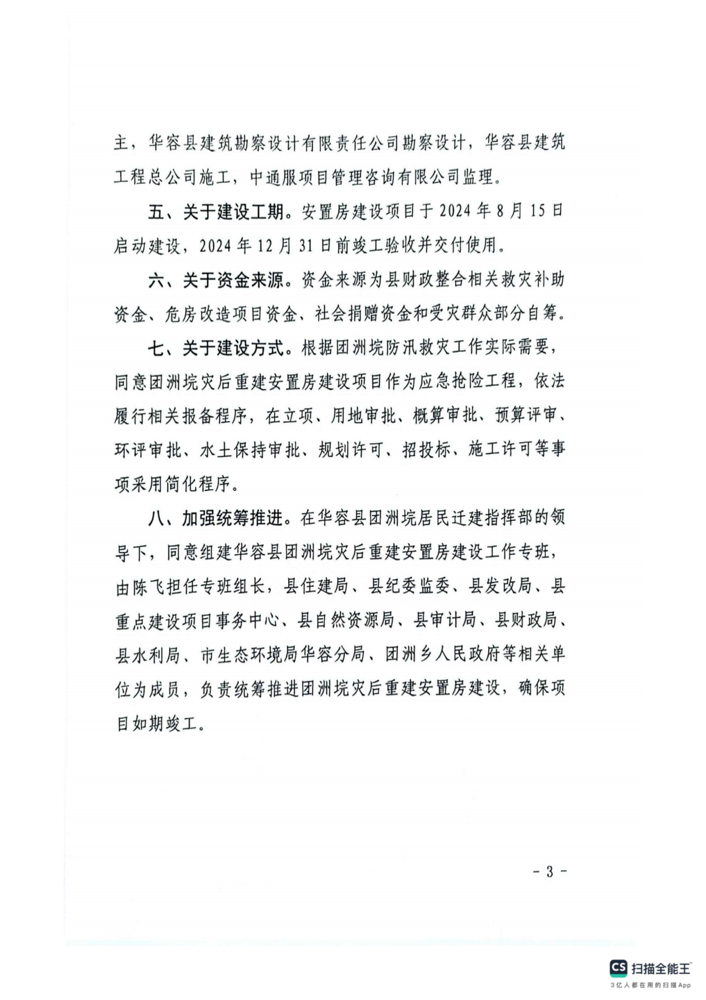 主，华容县建筑勘察设计有限责任公司勘察设计，华容县建筑
工程总公司施工，中通服项目管理咨询有限公司监理。
五、关于建设工期。安置房建设项目于 2024 年 8 月 15 日
启动建设，2024 年 12 月 31 日前竣工验收并交付使用。
六、关于资金来源。资金来源为县财政整合相关救灾补助
资金、危房改造项目资金、社会捐赠资金和受灾群众部分自筹。
七、关于建设方式。根据团洲垸防汛救灾工作实际需要，
同意团洲垸灾后重建安置房建设项目作为应急抢险工程，依法
履行相关报备程序，在立项、用地审批、概算审批、预算评审、
环评审批、水土保持审批、规划许可、招投标、施工许可等事
项采用简化程序。
八、加强统筹推进。在华容县团洲垸居民迁建指挥部的领
导下，同意组建华容县团洲垸灾后重建安置房建设工作专班，
由陈飞担任专班组长，县住建局、县纪委监委、县发改局、县
重点建设项目事务中心、县自然资源局、县审计局、县财政局、
县水利局、市生态环境局华容分局、团洲乡人民政府等相关单
位为成员，负责统筹推进团洲垸灾后重建安置房建设，确保项
目如期竣工。
- 3 -
CS 扫描全能王™
3亿人都在用的扫描App